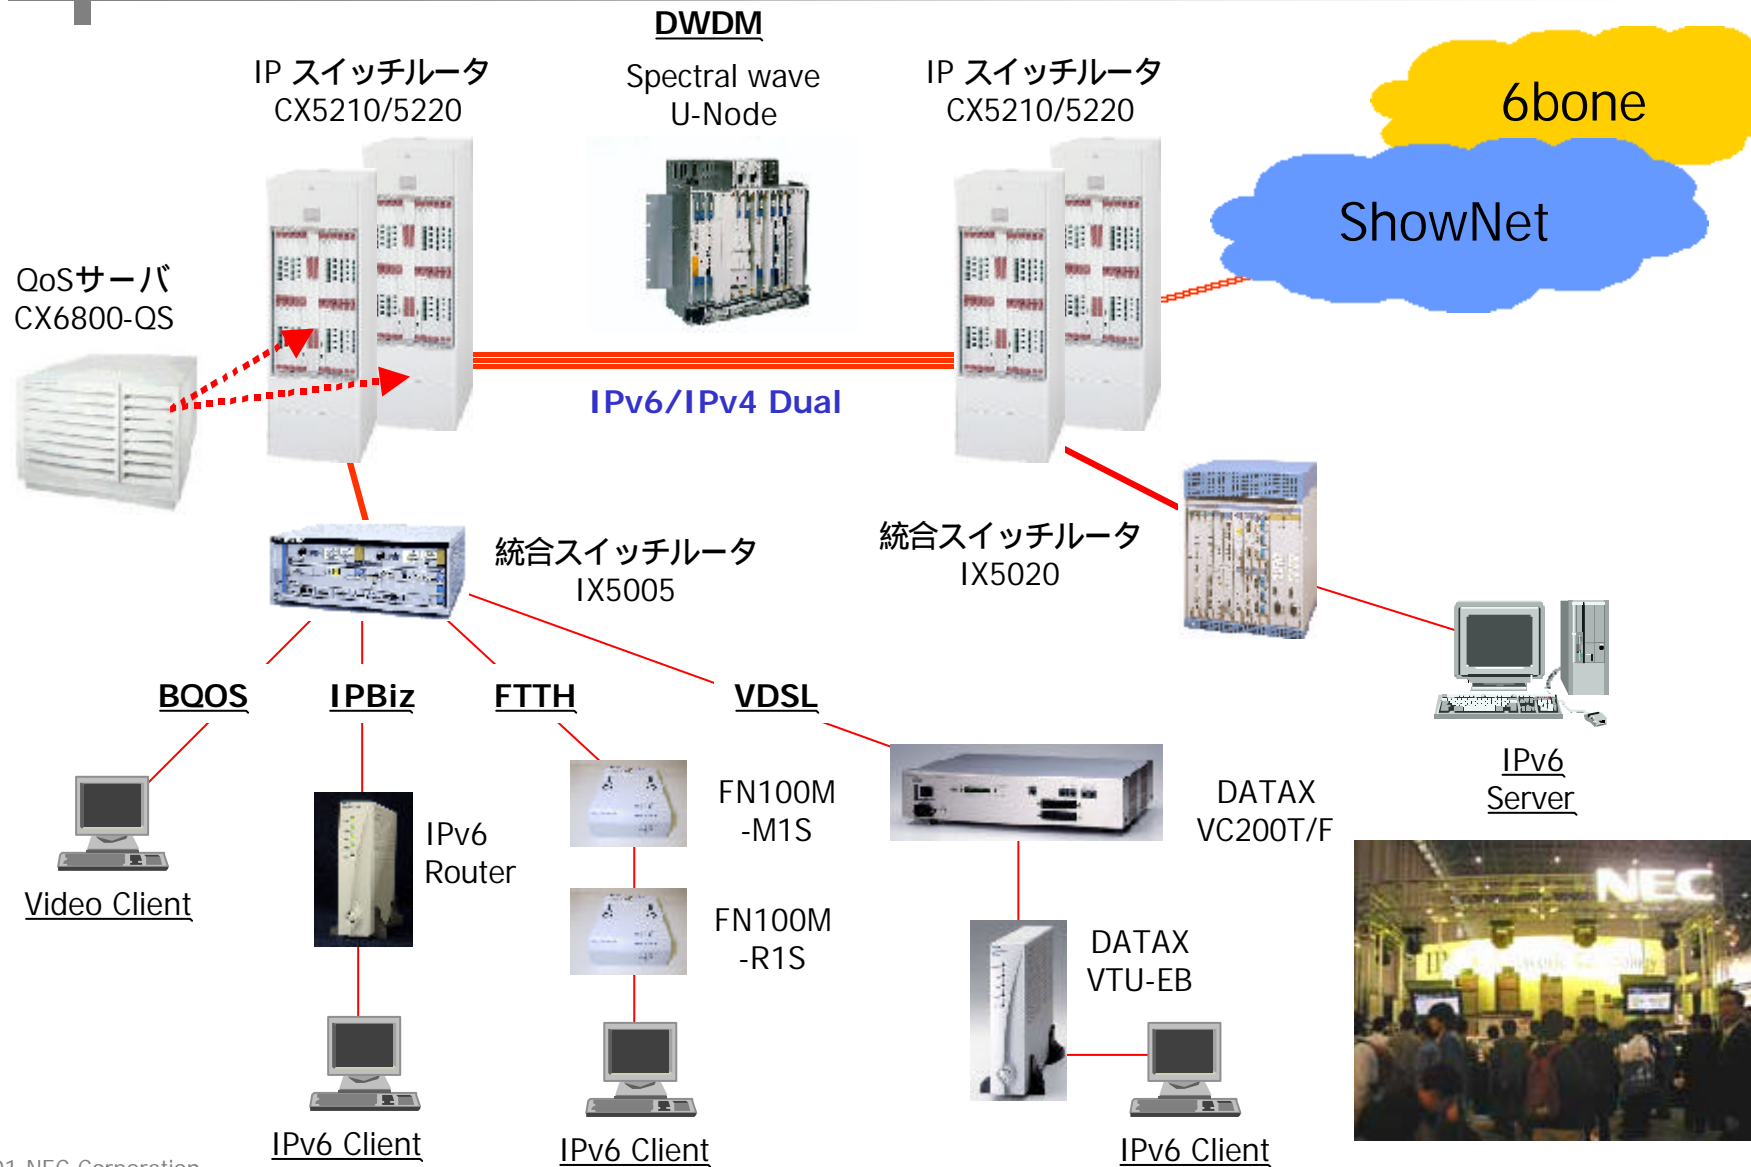 DWDM
IP スイッチルータ
CX5210/5220
Spectral wave
U-Node
IP スイッチルータ
CX5210/5220
6bone
ShowNet
QoSサーバ
CX6800-QS
IPv6/IPv4 Dual
統合スイッチルータ
IX5005
統合スイッチルータ
IX5020
BQOS
IPBiz
FTTH
VDSL
IPv6
Server
Video Client
IPv6
Router
FN100M
-M1S
FN100M
-R1S
DATAX
VC200T/F
DATAX
VTU-EB
NEC
IPv6 Client
IPv6 Client
IPv6 Client
NEC Corporation